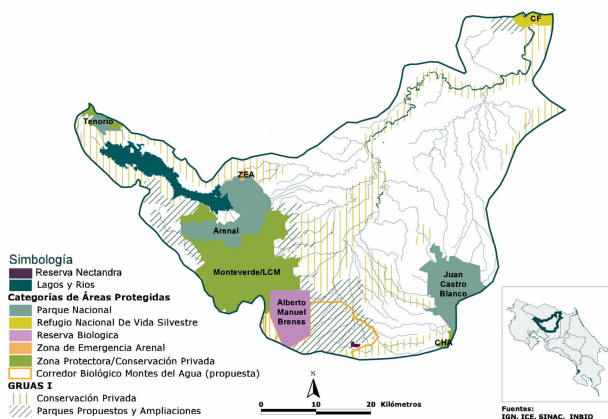 CF
Tenorio
ZEA
Arenal
Monteverde/LCM
Juan
Castro
Blanco
Alberto
Manuel
Brenes
CHA
Simbología
Reserva Nectandra
Lagos y Rios
Categorías de Áreas Protegidas
Parque Nacional
Refugio Nacional De Vida Silvestre
Reserva Biologica
Zona de Emergencia Arenal
Zona Protectora/Conservación Privada
Corredor Biológico Montes del Agua (propuesta)
GRUAS I
Conservación Privada
Parques Propuestos y Ampliaciones
N
0 10 20 Kilómetros
Fuentes:
IGN, ICE, SINAC, INBIO